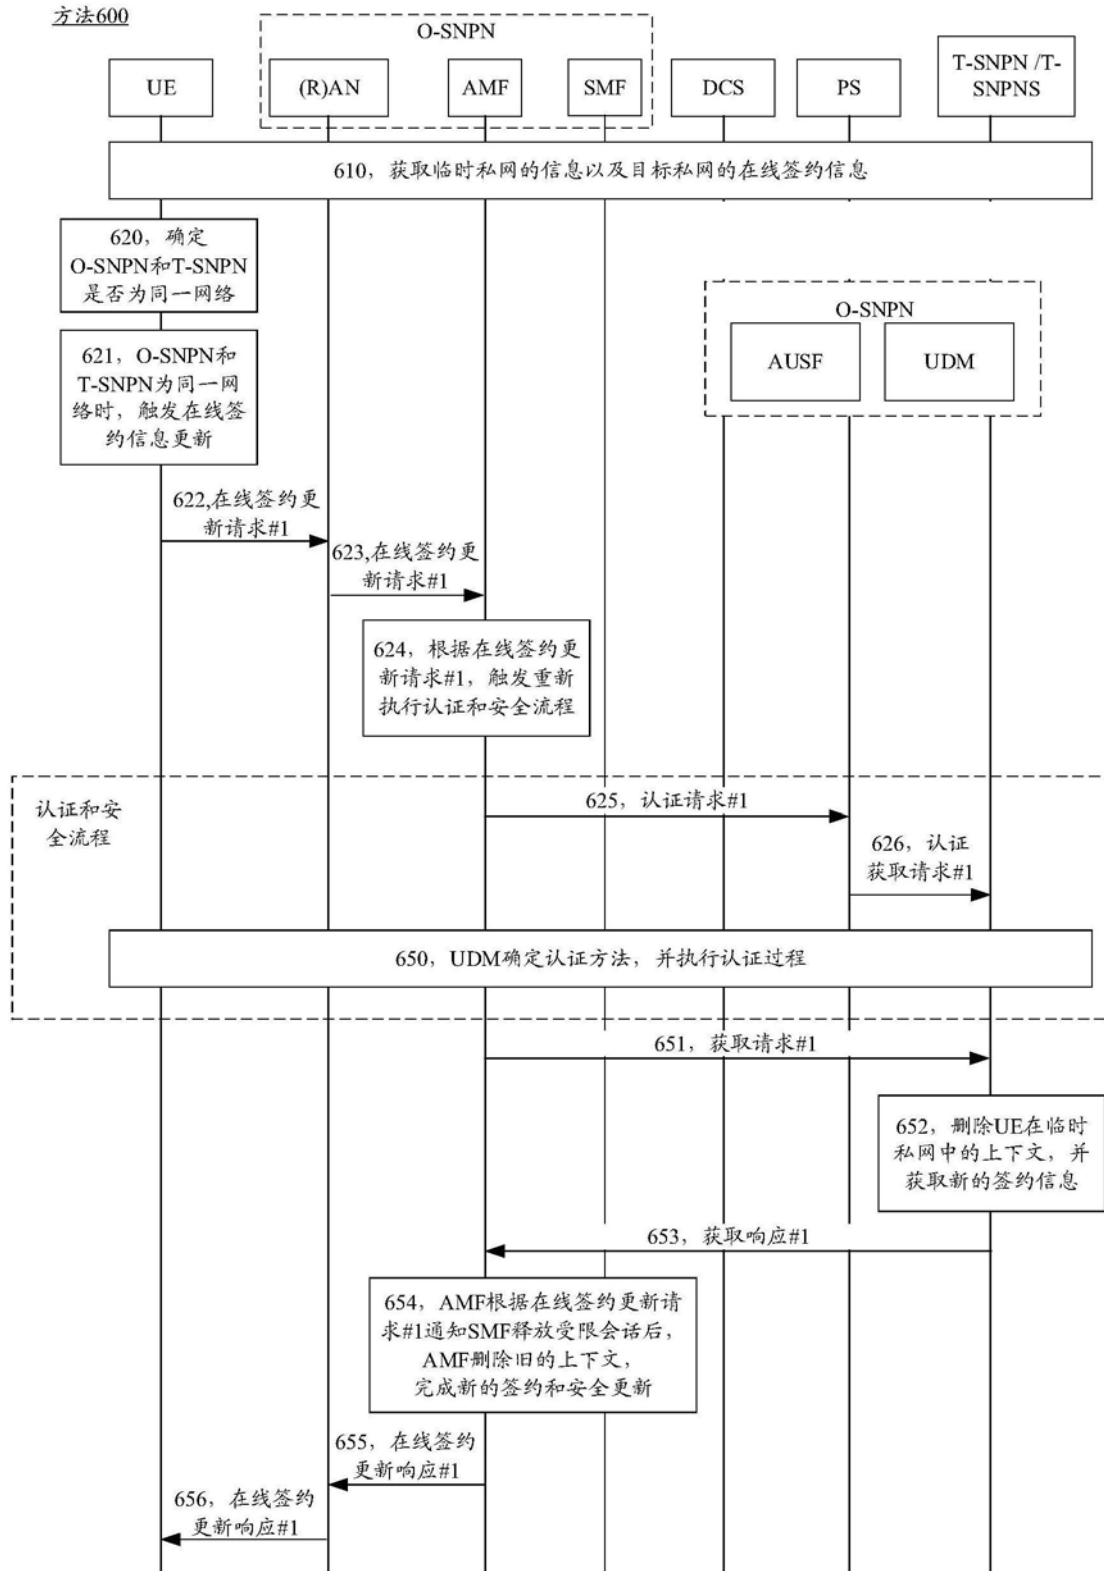 方法600
O-SNPN
UE
(R)AN
AMF
SMF
DCS
PS
T-SNPN /T-
SNPNS
610，获取临时私网的信息以及目标私网的在线签约信息
620，确定
O-SNPN和T-SNPN
是否为同一网络
O-SNPN
AUSF
UDM
621，O-SNPN和
T-SNPN为同一网
络时，触发在线签
约信息更新
622,在线签约更
新请求#1
623,在线签约更
新请求#1
624，根据在线签约更
新请求#1，触发重新
执行认证和安全流程
认证和安
全流程
625，认证请求#1
626，认证
获取请求#1
650，UDM确定认证方法，并执行认证过程
651，获取请求#1
652，删除UE在临时
私网中的上下文，并
获取新的签约信息
653，获取响应#1
654，AMF根据在线签约更新请
求#1通知SMF释放受限会话后，
AMF删除旧的上下文，
完成新的签约和安全更新
655，在线签约
更新响应#1
656，在线签约
更新响应#1